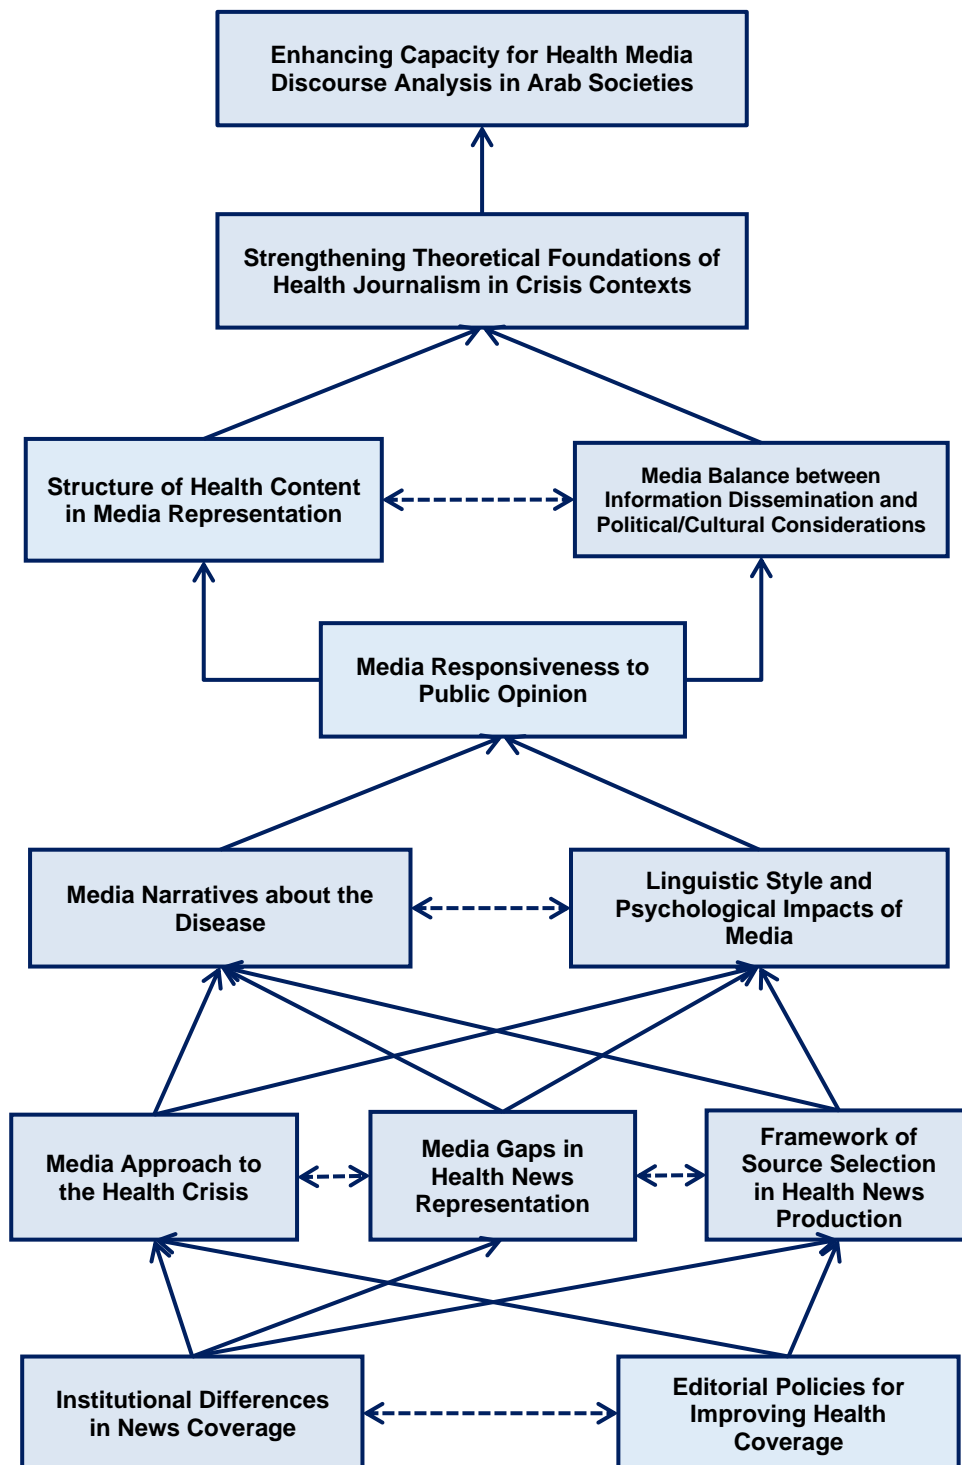 Enhancing Capacity for Health Media
Discourse Analysis in Arab Societies
Strengthening Theoretical Foundations of
Health Journalism in Crisis Contexts
Structure of Health Content
in Media Representation
Media Balance between
Information Dissemination and
Political/Cultural Considerations
Media Responsiveness to
Public Opinion
Media Narratives about the
Disease
Linguistic Style and
Psychological Impacts of
Media
Media Approach to
the Health Crisis
Media Gaps in
Health News
Representation
Framework of
Source Selection
in Health News
Production
Institutional Differences
in News Coverage
Editorial Policies for
Improving Health
Coverage